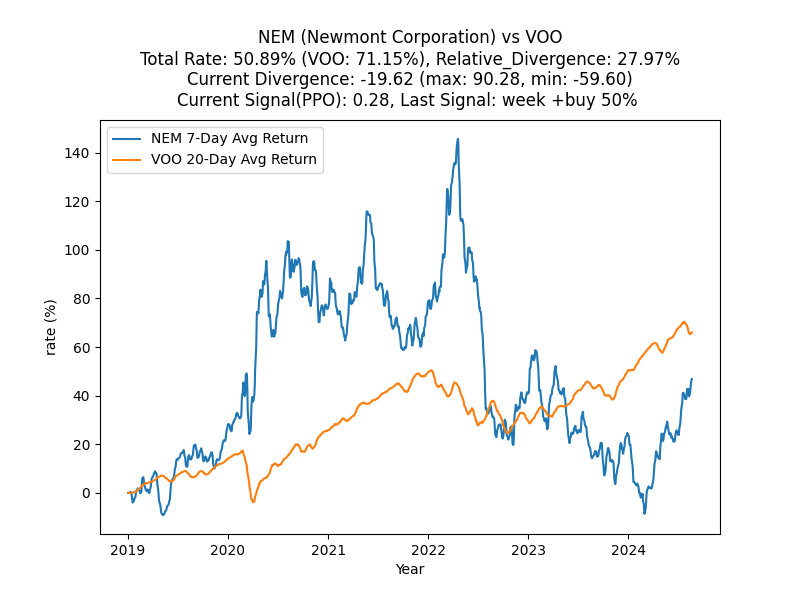 NEM (Newmont Corporation) vs VOO
Total Rate: 50.89% (VOO: 71.15%), Relative_Divergence: 27.97%
Current Divergence: -19.62 (max: 90.28, min: -59.60)
Current Signal(PPO): 0.28, Last Signal: week +buy 50%
NEM 7-Day Avg Return
VOO 20-Day Avg Return
140
120
100
80
60
40
20
0
rate (%)
2019 2020 2021 2022 2023 2024
Year